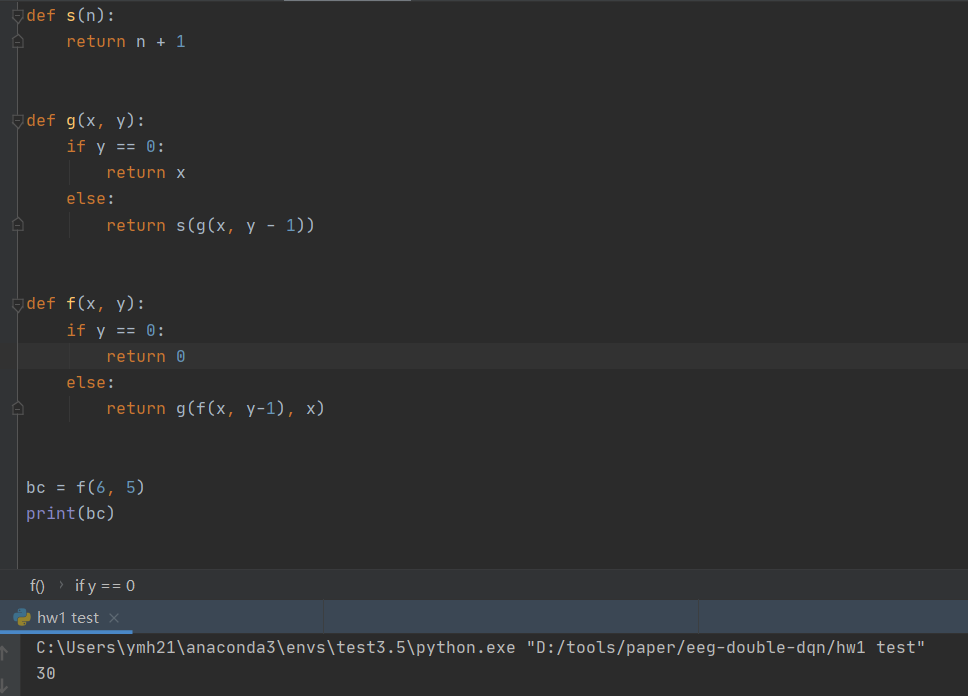 def s(n):
    return n + 1
def g(x, y):
    if y == 0:
        return x
    else:
        return s(g(x, y - 1))
def f(x, y):
    if y == 0:
        return 0
    else:
        return g(f(x, y-1), x)
bc = f(6, 5)
print(bc)
f() › if y == 0
hw1 test ×
C:\Users\ymh21\anaconda3\envs\test3.5\python.exe "D:/tools/paper/eeg-double-dqn/hw1 test"
30